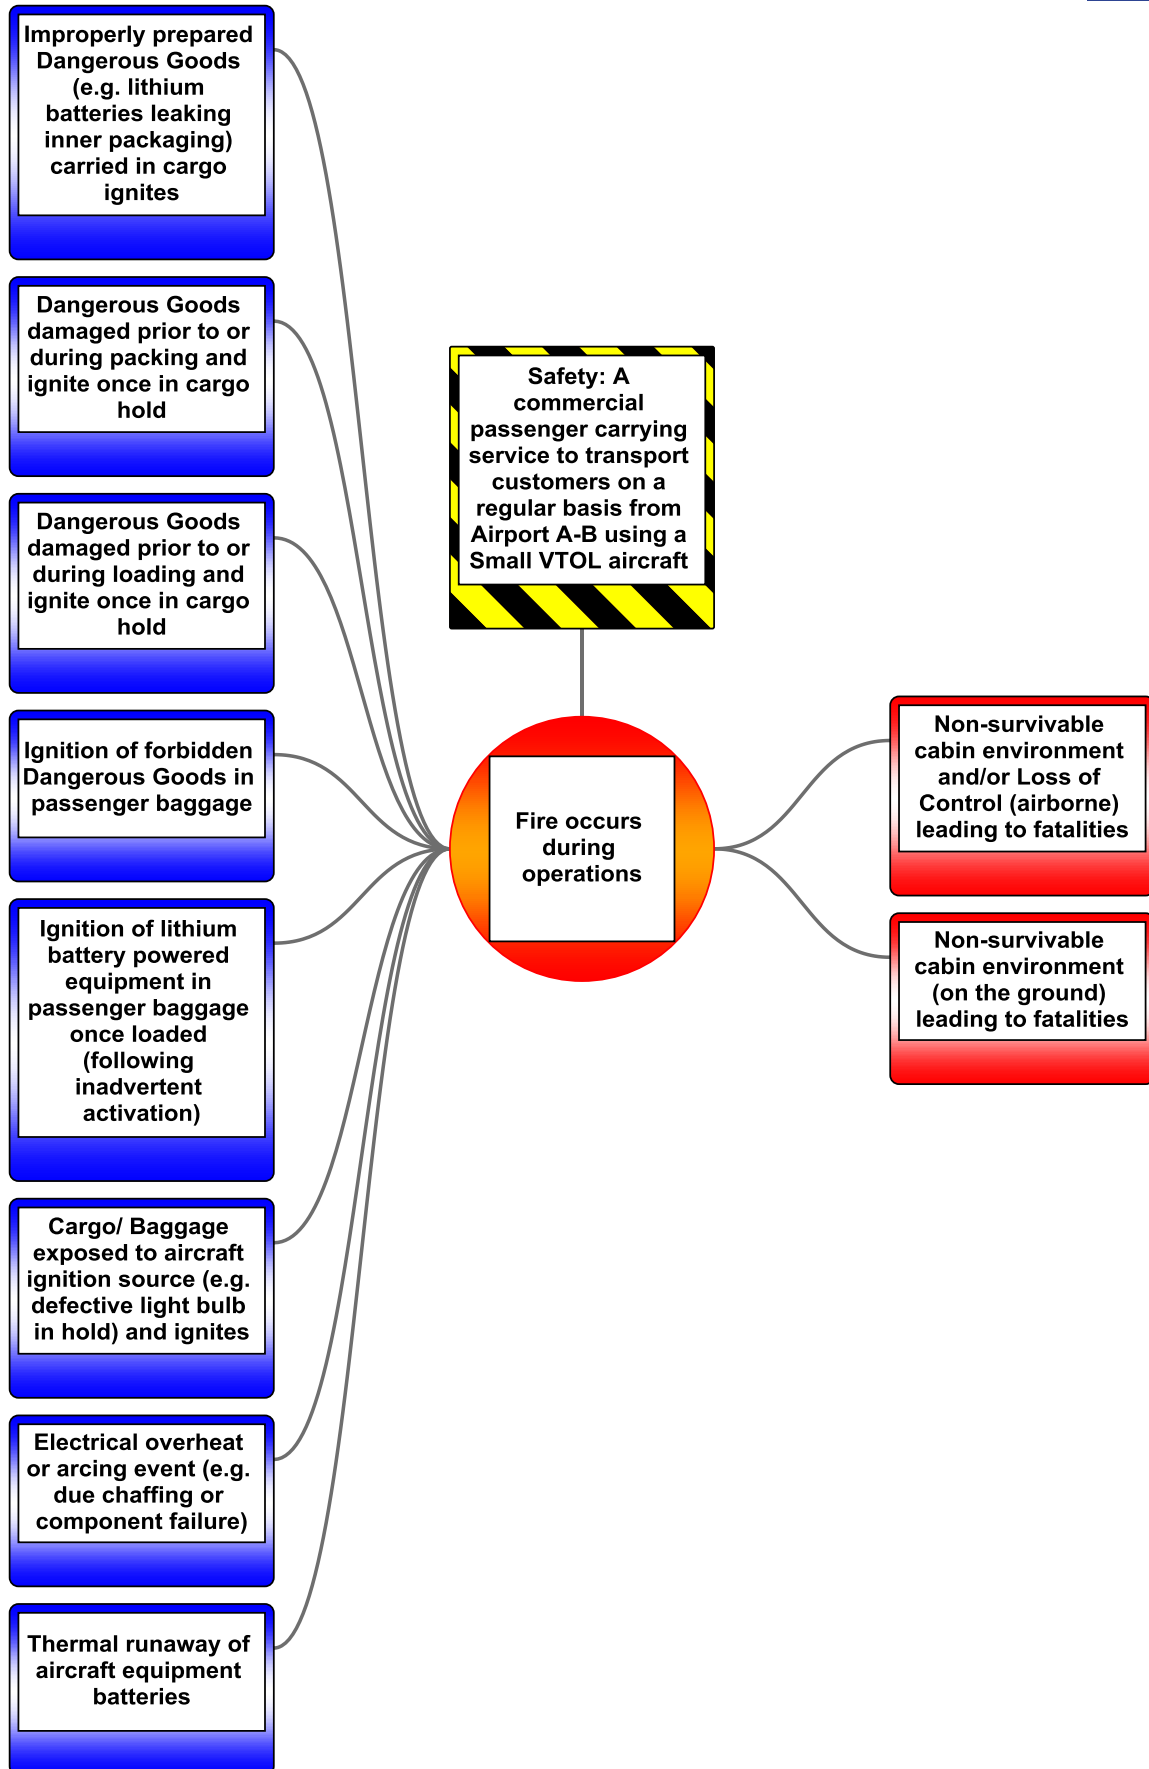 Improperly prepared
Dangerous Goods
(e.g. lithium
batteries leaking
inner packaging)
carried in cargo
ignites
Dangerous Goods
damaged prior to or
during packing and
ignite once in cargo
hold
Dangerous Goods
damaged prior to or
during loading and
ignite once in cargo
hold
Ignition of forbidden
Dangerous Goods in
passenger baggage
Ignition of lithium
battery powered
equipment in
passenger baggage
once loaded
(following
inadvertent
activation)
Cargo/ Baggage
exposed to aircraft
ignition source (e.g.
defective light bulb
in hold) and ignites
Electrical overheat
or arcing event (e.g.
due chaffing or
component failure)
Thermal runaway of
aircraft equipment
batteries
Safety: A
commercial
passenger carrying
service to transport
customers on a
regular basis from
Airport A-B using a
Small VTOL aircraft
Fire occurs
during
operations
Non-survivable
cabin environment
and/or Loss of
Control (airborne)
leading to fatalities
Non-survivable
cabin environment
(on the ground)
leading to fatalities